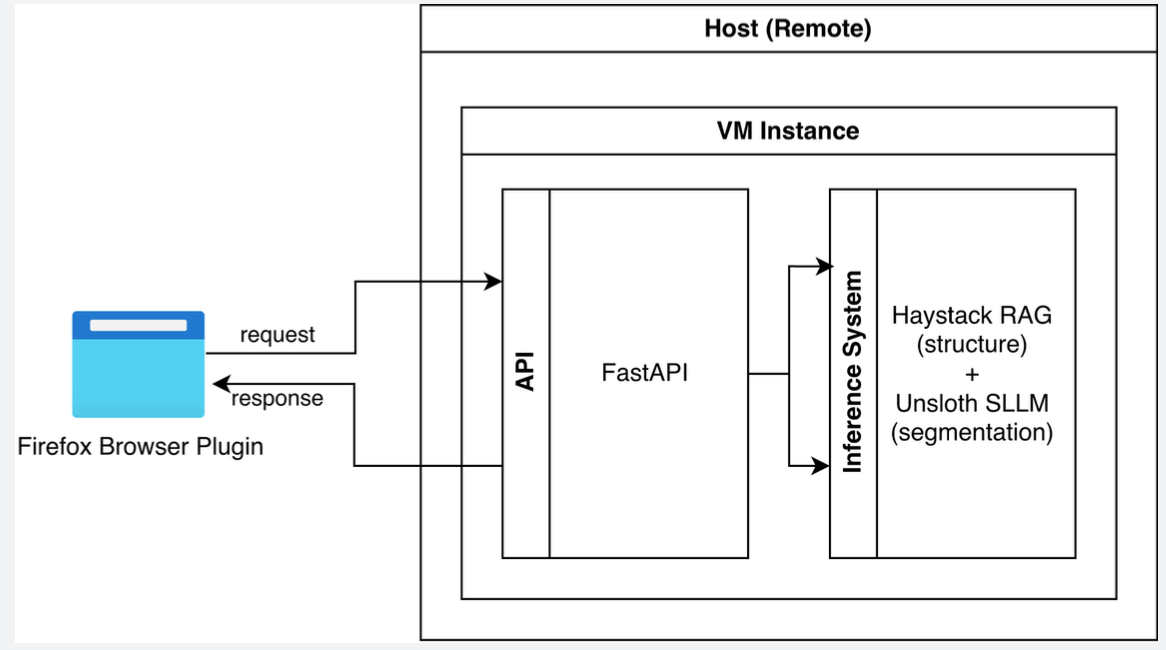 Host (Remote)
VM Instance
request
response
Firefox Browser Plugin
API
FastAPI
Inference System
Haystack RAG
(structure)
+
Unsloth SLLM
(segmentation)